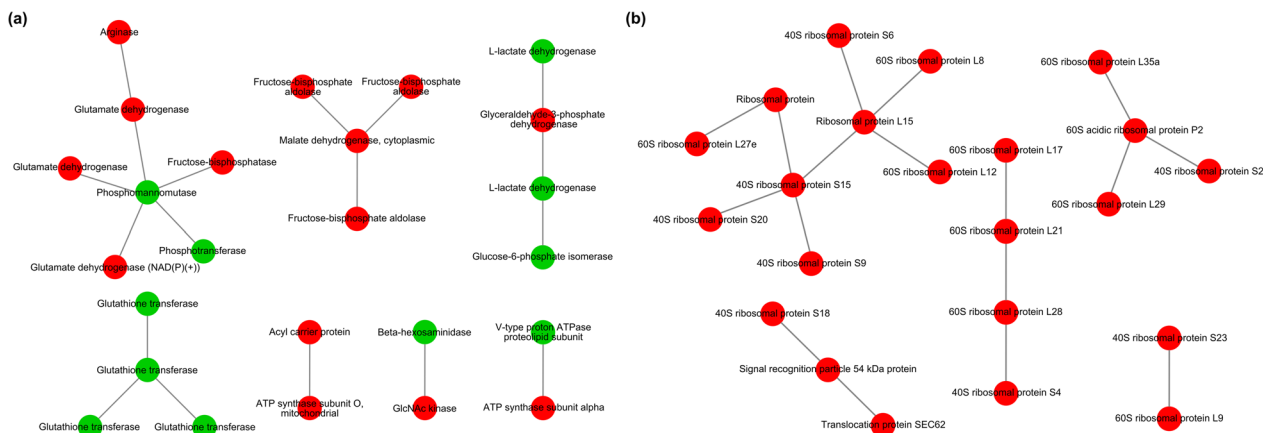 (a)
Arginase
Glutamate dehydrogenase
Glutamate dehydrogenase
Fructose-bisphosphatase
Phosphomannomutase
Phosphotransferase
Glutamate dehydrogenase (NAD(P)(+))
Fructose-bisphosphate
aldolase
Fructose-bisphosphate
aldolase
Malate dehydrogenase, cytoplasmic
Fructose-bisphosphate aldolase
L-lactate dehydrogenase
Glyceraldehyde-3-phosphate
dehydrogenase
L-lactate dehydrogenase
Glucose-6-phosphate isomerase
Glutathione transferase
Glutathione transferase
Glutathione transferase
Glutathione transferase
Acyl carrier protein
ATP synthase subunit O,
mitochondrial
Beta-hexosaminidase
GlcNAc kinase
V-type proton ATPase
proteolipid subunit
ATP synthase subunit alpha
(b)
40S ribosomal protein S6
60S ribosomal protein L8
Ribosomal protein
Ribosomal protein L15
60S ribosomal protein L27e
60S ribosomal protein L12
40S ribosomal protein S15
40S ribosomal protein S20
40S ribosomal protein S9
60S ribosomal protein L17
60S ribosomal protein L21
60S ribosomal protein L28
40S ribosomal protein S4
60S ribosomal protein L35a
60S acidic ribosomal protein P2
40S ribosomal protein S2
60S ribosomal protein L29
40S ribosomal protein S18
Signal recognition particle 54 kDa protein
Translocation protein SEC62
40S ribosomal protein S23
60S ribosomal protein L9